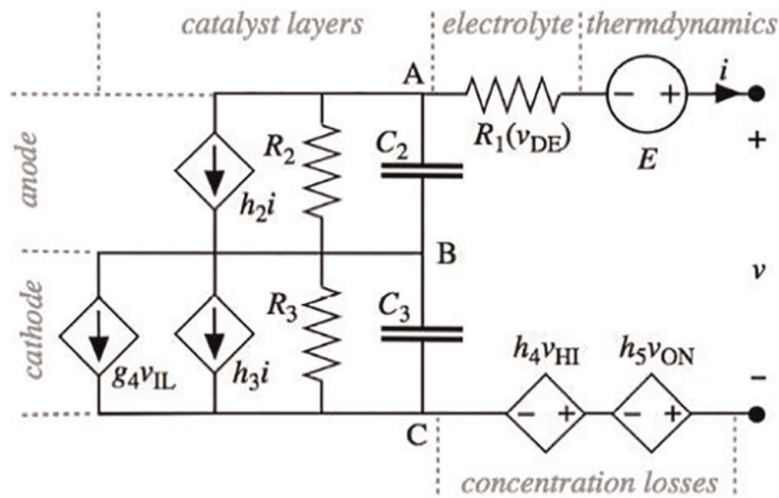 catalyst layers electrolyte thermdynamics
A
i
R2 C2 R1(vDE) E +
anode
h2i
B
v
cathode
R3 C3 h4vHI h5vON
g4vIL h3i
−
C
concentration losses